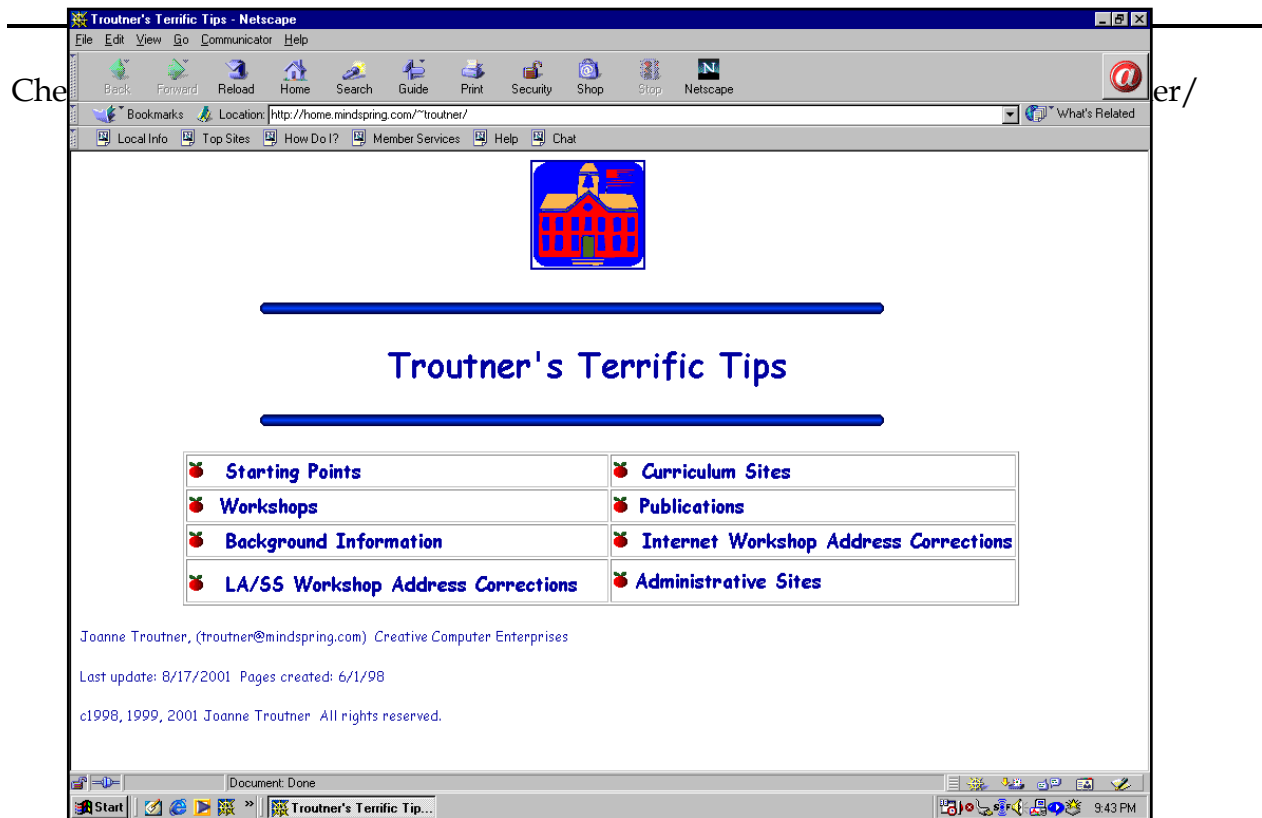 Troutner's Terrific Tips - Netscape
File Edit View Go Communicator Help
Back Forward Reload Home Search Guide Print Security Shop Stop Netscape
Che er/
Bookmarks Location: http://home.mindspring.com/~troutner/ What's Related
Local Info Top Sites How Do I? Member Services Help Chat
Troutner's Terrific Tips
Starting Points Curriculum Sites
Workshops Publications
Background Information Internet Workshop Address Corrections
LA/SS Workshop Address Corrections Administrative Sites
Joanne Troutner, (troutner@mindspring.com) Creative Computer Enterprises
Last update: 8/17/2001 Pages created: 6/1/98
c1998, 1999, 2001 Joanne Troutner All rights reserved.
Document: Done
Start » Troutner's Terrific Tip... 9:43 PM